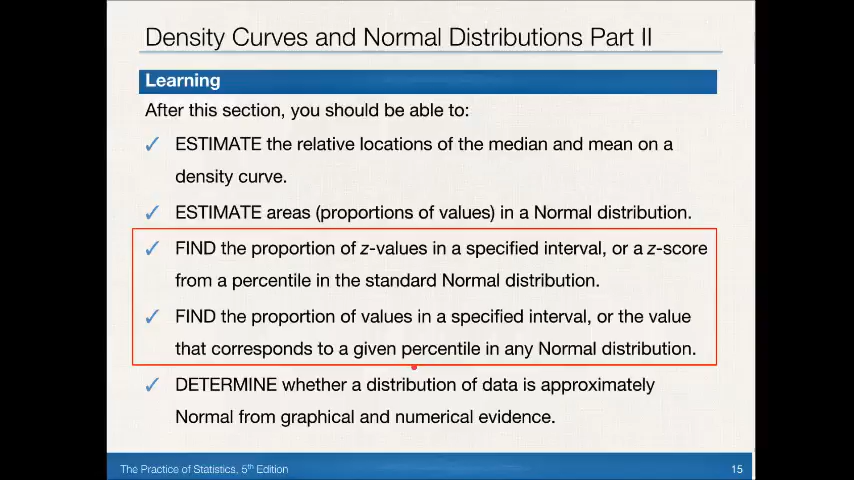 Density Curves and Normal Distributions Part II
Learning
After this section, you should be able to:
✓ ESTIMATE the relative locations of the median and mean on a
density curve.
✓ ESTIMATE areas (proportions of values) in a Normal distribution.
✓ FIND the proportion of z-values in a specified interval, or a z-score
from a percentile in the standard Normal distribution.
✓ FIND the proportion of values in a specified interval, or the value
that corresponds to a given percentile in any Normal distribution.
✓ DETERMINE whether a distribution of data is approximately
Normal from graphical and numerical evidence.
The Practice of Statistics, 5th Edition 15